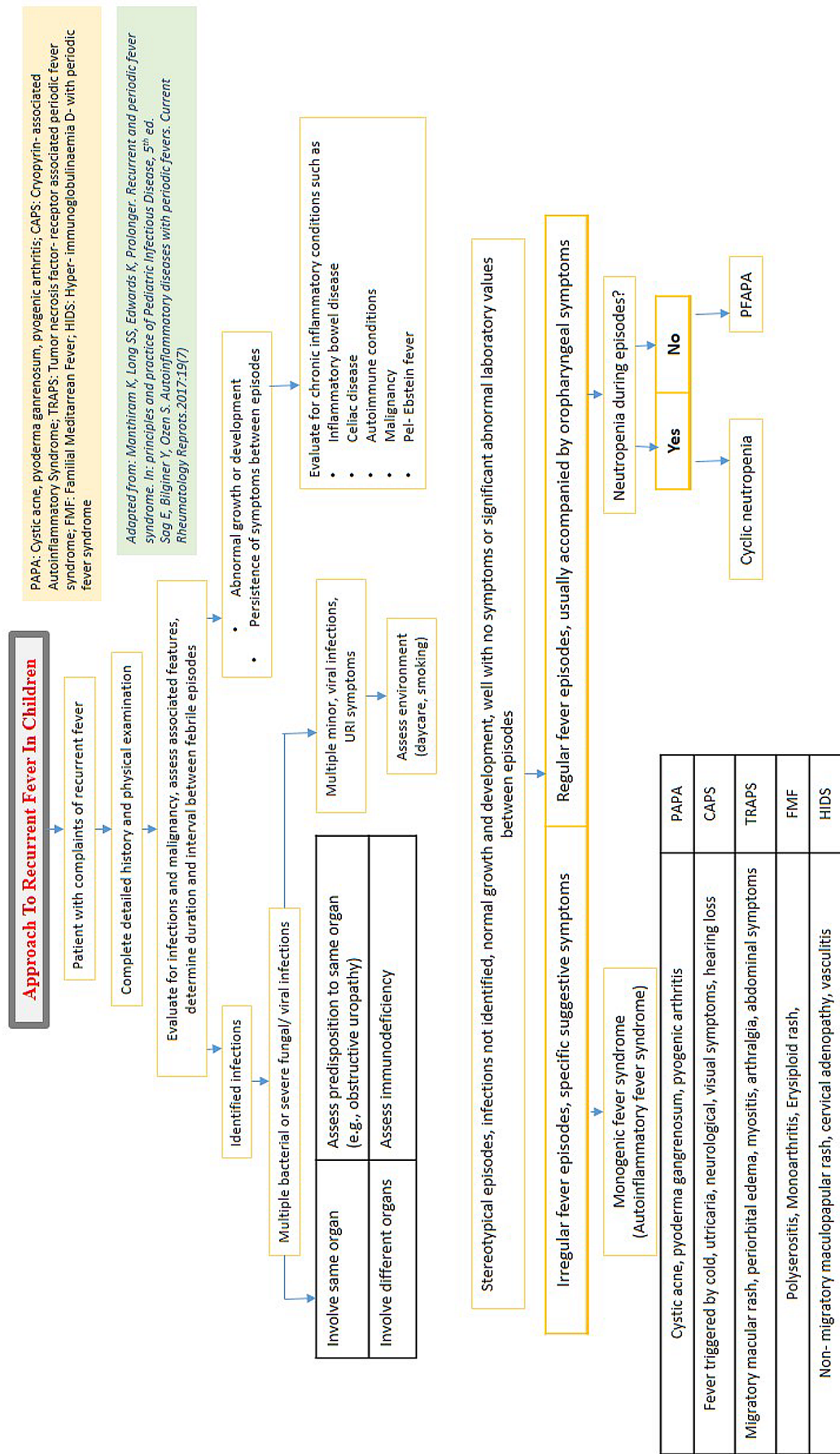 Approach To Recurrent Fever In Children
PAPA: Cystic acne, pyoderma ganrenosum, pyogenic arthritis; CAPS: Cryopyrin- associated
Autoinflammatory Syndrome; TRAPS: Tumor necrosis factor- receptor associated periodic fever
syndrome; FMF: Familial Meditarrean Fever; HIDS: Hyper- immunoglobulinaemia D- with periodic
fever syndrome
Adapted from: Manthiram K, Long SS, Edwards K, Prolonger. Recurrent and periodic fever
syndrome. In: principles and practice of Pediatric Infectious Disease, 5th ed.
Sag E, Bilginer Y, Ozen S. Autoinflammatory diseases with periodic fevers. Current
Rheumatology Reprots.2017:19(7)
Patient with complaints of recurrent fever
Complete detailed history and physical examination
Evaluate for infections and malignancy, assess associated features,
determine duration and interval between febrile episodes
Identified infections
• Abnormal growth or development
• Persistence of symptoms between episodes
Multiple bacterial or severe fungal/ viral infections
Multiple minor, viral infections,
URI symptoms
Assess environment
(daycare, smoking)
Evaluate for chronic inflammatory conditions such as
• Inflammatory bowel disease
• Celiac disease
• Autoimmune conditions
• Malignancy
• Pel- Ebstein fever
Involve same organ
Assess predisposition to same organ
(e.g., obstructive uropathy)
Involve different organs
Assess immunodeficiency
Stereotypical episodes, infections not identified, normal growth and development, well with no symptoms or significant abnormal laboratory values
between episodes
Irregular fever episodes, specific suggestive symptoms
Regular fever episodes, usually accompanied by oropharyngeal symptoms
Monogenic fever syndrome
(Autoinflammatory fever syndrome)
Neutropenia during episodes?
Yes
No
Cyclic neutropenia
PFAPA
Cystic acne, pyoderma gangrenosum, pyogenic arthritis
PAPA
Fever triggered by cold, utricaria, neurological, visual symptoms, hearing loss
CAPS
Migratory macular rash, periorbital edema, myositis, arthralgia, abdominal symptoms
TRAPS
Polyserositis, Monoarthritis, Erysiploid rash,
FMF
Non- migratory maculopapular rash, cervical adenopathy, vasculitis
HIDS